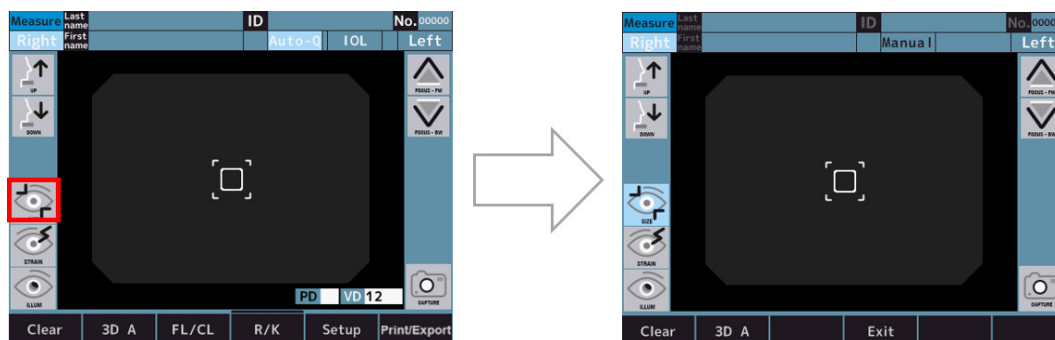 Measure Last name ID No. 00000
Right First name Auto-Q IOL Left
UP
FOCUS - FW
DOWN
FOCUS - BW
STRAIN
ILLUM
CAPTURE
PD VD 12
Clear 3D A FL/CL R/K Setup Print/Export
Measure Last name ID No. 0000
Right First name Manual Left
UP
FOCUS - FW
DOWN
FOCUS - BW
SIZE
STRAIN
ILLUM
CAPTURE
Clear 3D A Exit